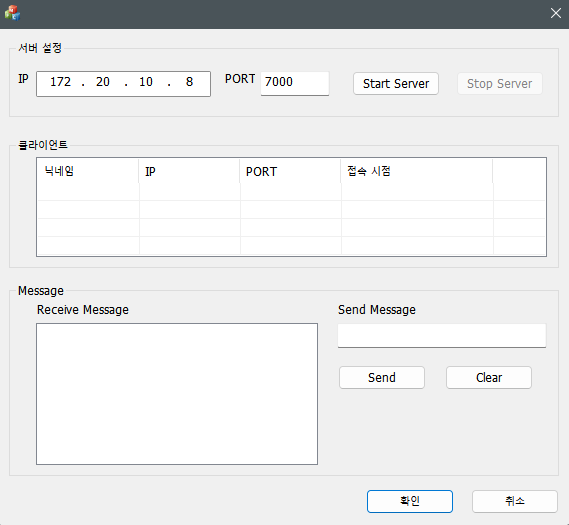 서버 설정
IP 172 . 20 . 10 . 8 PORT 7000 Start Server Stop Server
클라이언트
닉네임 IP PORT 접속 시점
Message
Receive Message Send Message
Send Clear
확인 취소